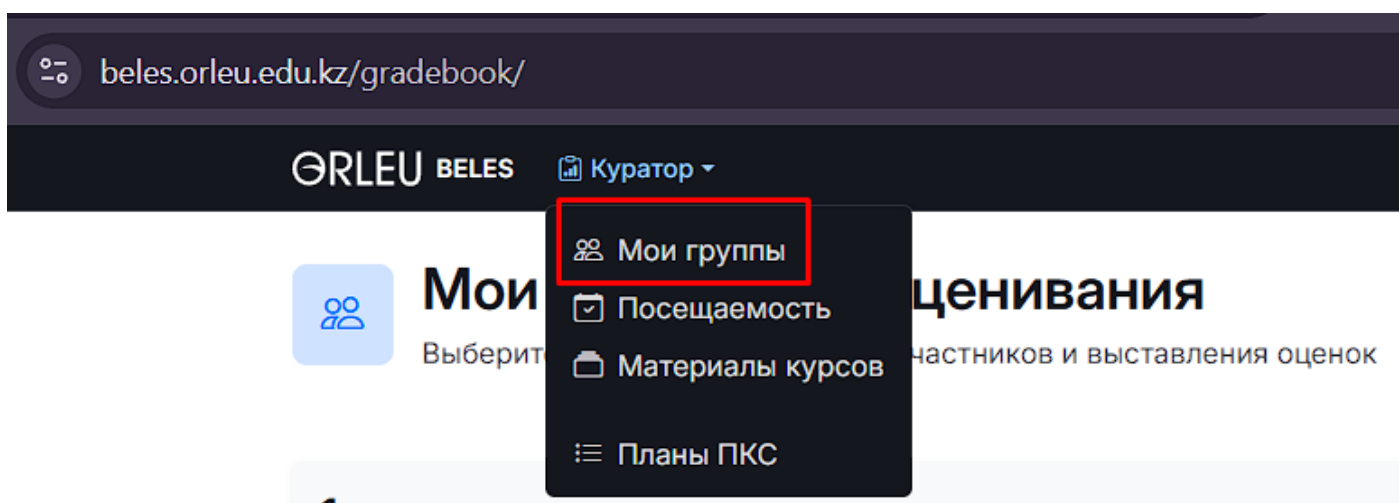 beles.orleu.edu.kz/gradebook/
ORLEU BELES Куратор
Мои группы
Мои ценивания
Посещаемость
Выберит частников и выставления оценок
Материалы курсов
Планы ПКС